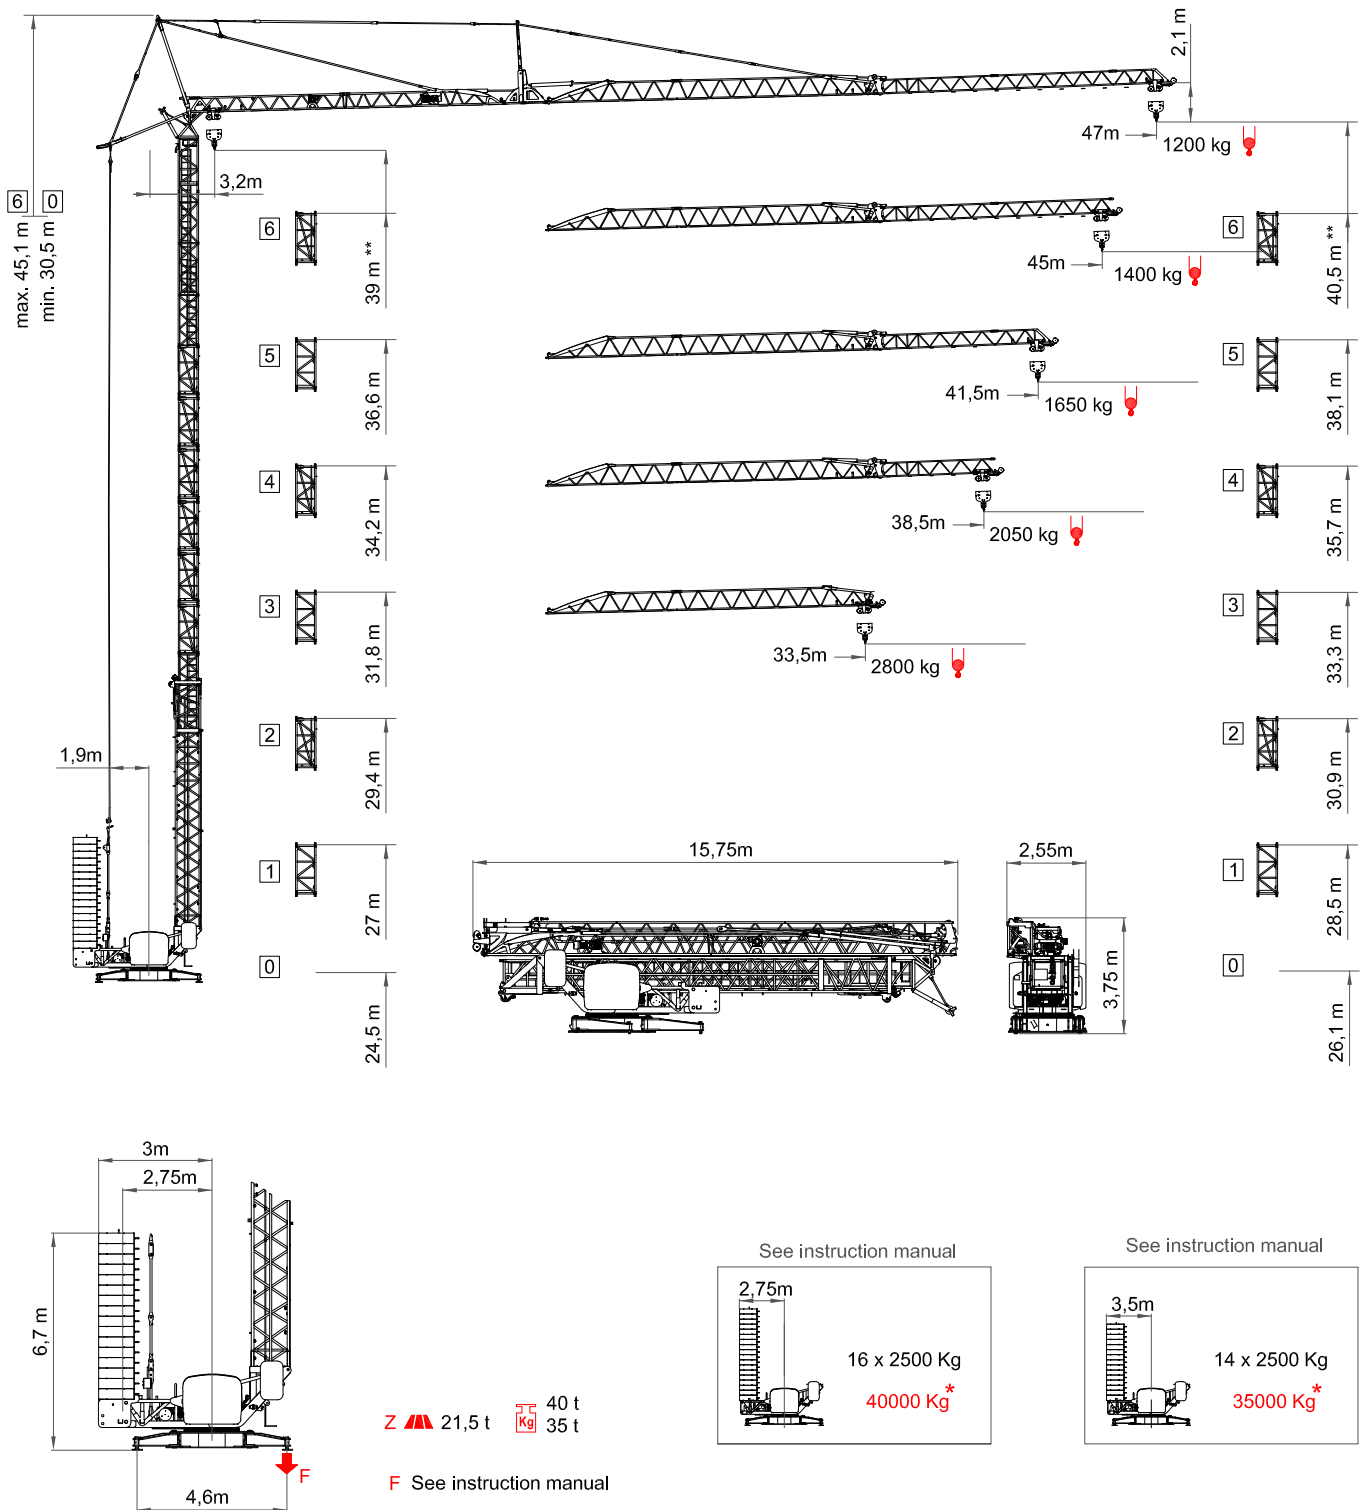 2,1 m
47m
1200 kg
3,2m
6 0
max. 45,1 m
min. 30,5 m
6
39 m **
45m
1400 kg
6
40,5 m **
5
36,6 m
41,5m
1650 kg
5
38,1 m
4
34,2 m
38,5m
2050 kg
4
35,7 m
3
31,8 m
33,5m
2800 kg
3
33,3 m
2
29,4 m
2
30,9 m
1,9m
1
27 m
15,75m
2,55m
1
28,5 m
0
24,5 m
3,75 m
0
26,1 m
3m
2,75m
6,7 m
4,6m
F
Z 21,5 t
Kg
40 t
35 t
F See instruction manual
See instruction manual
2,75m
16 x 2500 Kg
40000 Kg*
See instruction manual
3,5m
14 x 2500 Kg
35000 Kg*